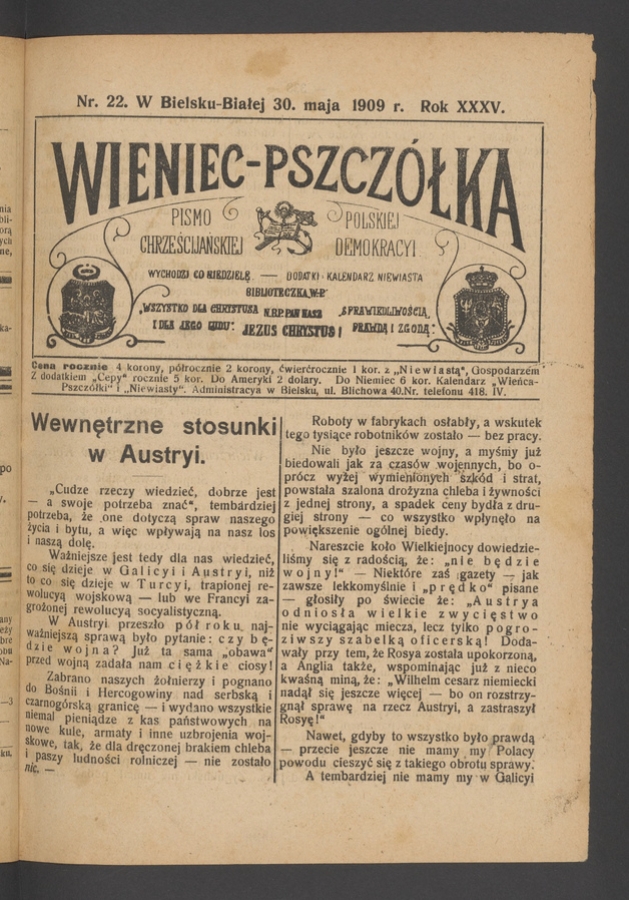 Nr. 22. W Bielsku-Białej 30. maja 1909 r. Rok XXXV.
WIENIEC-PSZCZÓŁKA
PISMO POLSKIEJ
CHRZEŚCIJAŃSKIEJ DEMOKRACYI
WYCHODZI CO NIEDZIELĘ. — DODATKI: KALENDARZ NIEWIASTA
BIBLIOTECZKA W-P
„WSZYSTKO DLA CHRYSTUSA N.B.P. PAN NASZ „SPRAWIEDLIWOŚCIĄ,
I DLA JEGO LUDU". JEZUS CHRYSTUS! PRAWDĄ I ZGODĄ."
Cena rocznie 4 korony, półrocznie 2 korony, ćwierćrocznie 1 kor. z „Niewiastą", Gospodarzem
Z dodatkiem „Cepy" rocznie 5 kor. Do Ameryki 2 dolary. Do Niemiec 6 kor. Kalendarz „Wieńca-
Pszczółki" i „Niewiasty". Administracya w Bielsku, ul. Blichowa 40.Nr. telefonu 418. IV.
Wewnętrzne stosunki
w Austryi.
„Cudze rzeczy wiedzieć, dobrze jest
— a swoje potrzeba znać", tembardziej
potrzeba, że one dotyczą spraw naszego
życia i bytu, a więc wpływają na nasz los
i naszą dolę.
Ważniejsze jest tedy dla nas wiedzieć,
co się dzieje w Galicyi i Austryi, niż
to co się dzieje w Turcyi, trapionej re-
wolucyą wojskową — lub we Francyi za-
grożonej rewolucyą socyalistyczną.
W Austryi przeszło pół roku naj-
ważniejszą sprawą było pytanie: czy bę-
dzie wojna? Już ta sama „obawa"
przed wojną zadała nam ciężkie ciosy!
Zabrano naszych żołnierzy i pognano
do Bośnii i Hercogowiny nad serbską i
czarnogórską granicę — i wydano wszystkie
niemal pieniądze z kas państwowych na
nowe kule, armaty i inne uzbrojenia woj-
skowe, tak, że dla dręczonej brakiem chleba
i paszy ludności rolniczej — nie zostało
nic. —
Roboty w fabrykach osłabły, a wskutek
tego tysiące robotników zostało — bez pracy.
Nie było jeszcze wojny, a myśmy już
biedowali jak za czasów wojennych, bo o-
prócz wyżej wymienionych szkód i strat,
powstała szalona drożyzna chleba i żywności
z jednej strony, a spadek ceny bydła z dru-
giej strony — co wszystko wpłynęło na
powiększenie ogólnej biedy.
Nareszcie koło Wielkiejnocy dowiedzie-
liśmy się z radością, że: „nie będzie
wojny!" — Niektóre zaś gazety — jak
zawsze lekkomyślnie i „prędko" pisane
— głosiły po świecie że: „Austrya
odniosła wielkie zwycięstwo
nie wyciągając miecza, lecz tylko pogro-
ziwszy szabelką oficerską! Doda-
wały przy tem, że Rosya została upokorzoną,
a Anglia także, wspominając już z nieco
kwaśną miną, że: „Wilhelm cesarz niemiecki
nadął się jeszcze więcej — bo on rozstrzy-
gnął sprawę na rzecz Austryi, a zastraszył
Rosyę!"
Nawet, gdyby to wszystko było prawdą
— przecie jeszcze nie mamy my Polacy
powodu cieszyć się z takiego obrotu sprawy.
A tembardziej nie mamy my w Galicyi